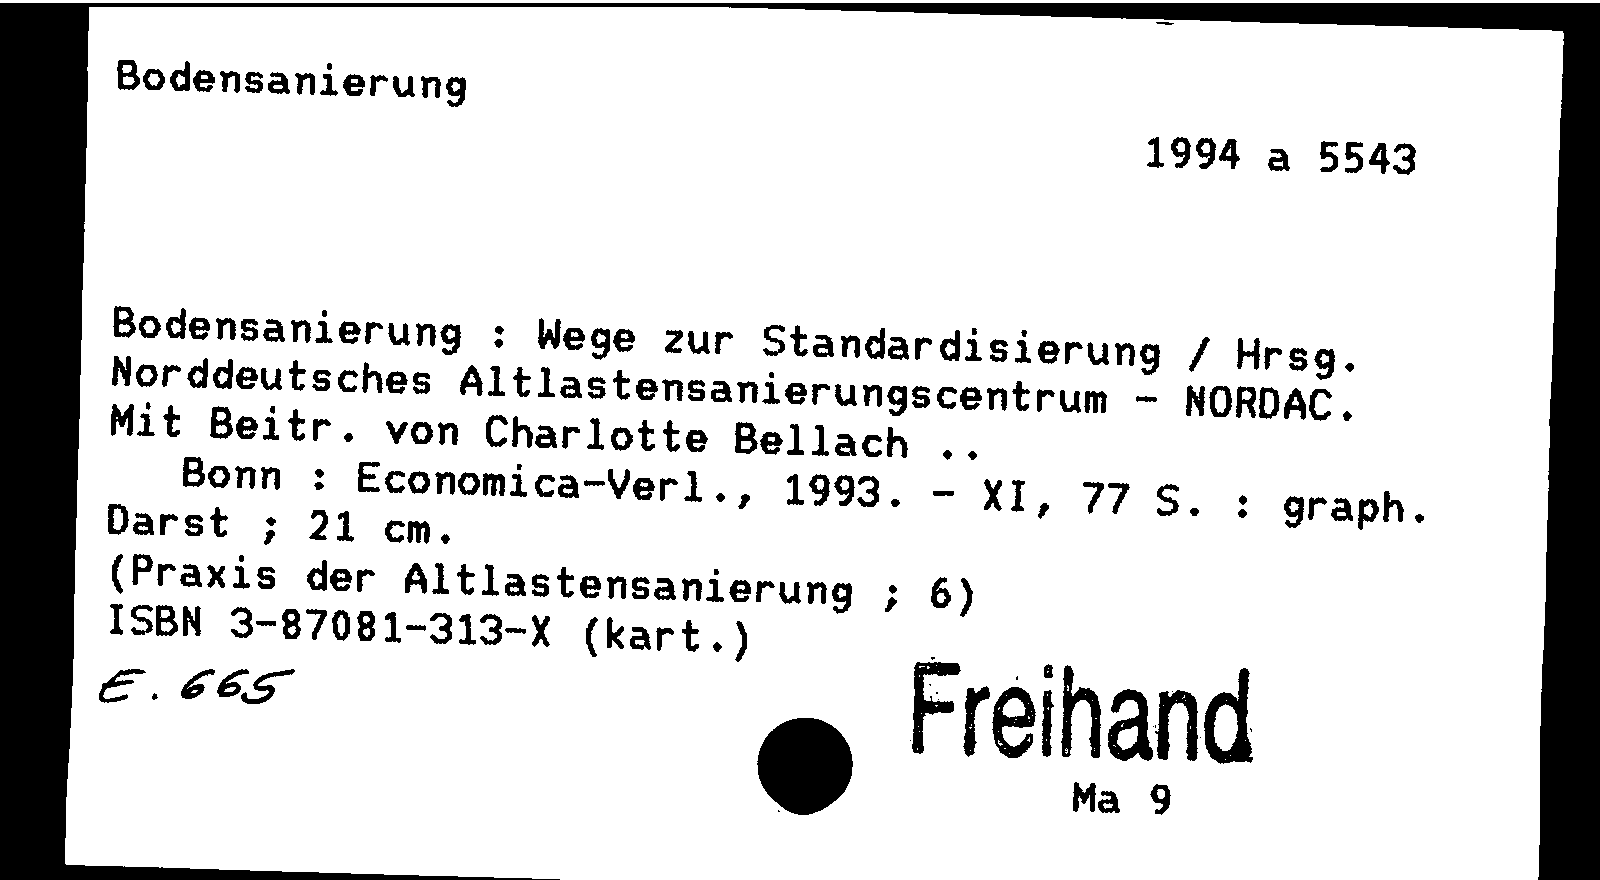 Bodensanierung
1994 a 5543
Bodensanierung : Wege zur Standardisierung / Hrsg.
Norddeutsches Altlastensanierungscentrum - NORDAC.
Mit Beitr. von Charlotte Bellach ..
Bonn : Economica-Verl., 1993. - XI, 77 S. : graph.
Darst ; 21 cm.
(Praxis der Altlastensanierung ; 6)
ISBN 3-87081-313-X (kart.)
E. 665
Freihand
Ma 9